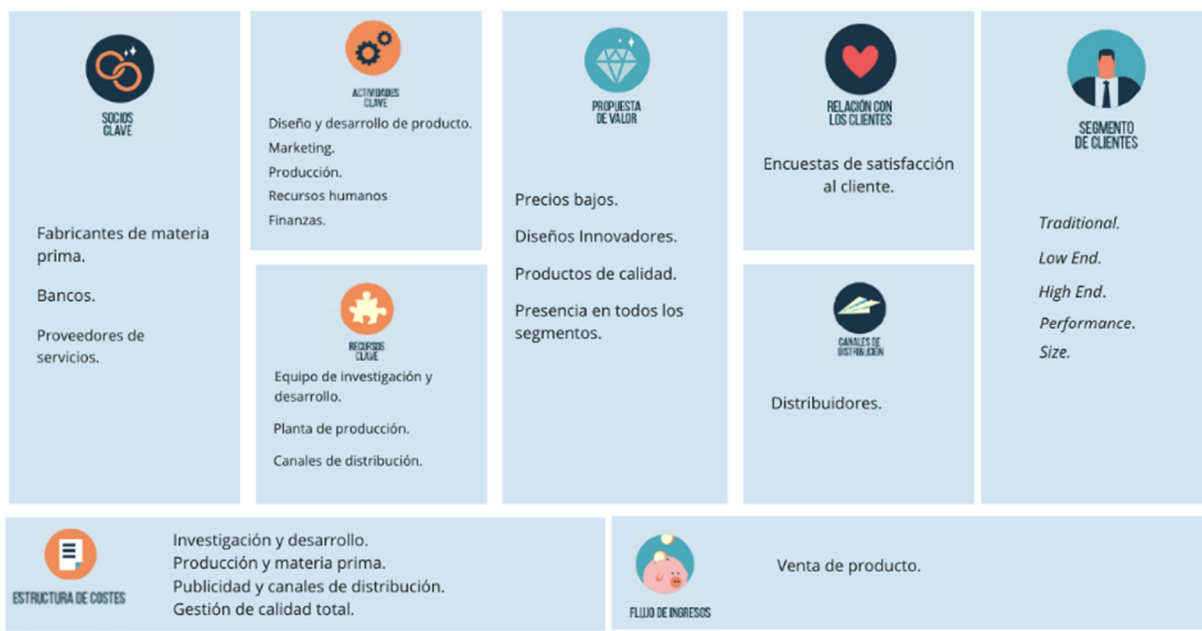 SOCIOS
CLAVE
Fabricantes de materia
prima.
Bancos.
Proveedores de
servicios.
ACTIVIDADES
CLAVE
Diseño y desarrollo de producto.
Marketing.
Producción.
Recursos humanos
Finanzas.
RECURSOS
CLAVE
Equipo de investigación y
desarrollo.
Planta de producción.
Canales de distribución.
PROPUESTA
DE VALOR
Precios bajos.
Diseños Innovadores.
Productos de calidad.
Presencia en todos los
segmentos.
RELACIÓN CON
LOS CLIENTES
Encuestas de satisfacción
al cliente.
CANALES DE
DISTRIBUCIÓN
Distribuidores.
SEGMENTO
DE CLIENTES
Traditional.
Low End.
High End.
Performance.
Size.
ESTRUCTURA DE COSTES
Investigación y desarrollo.
Producción y materia prima.
Publicidad y canales de distribución.
Gestión de calidad total.
FLUJO DE INGRESOS
Venta de producto.